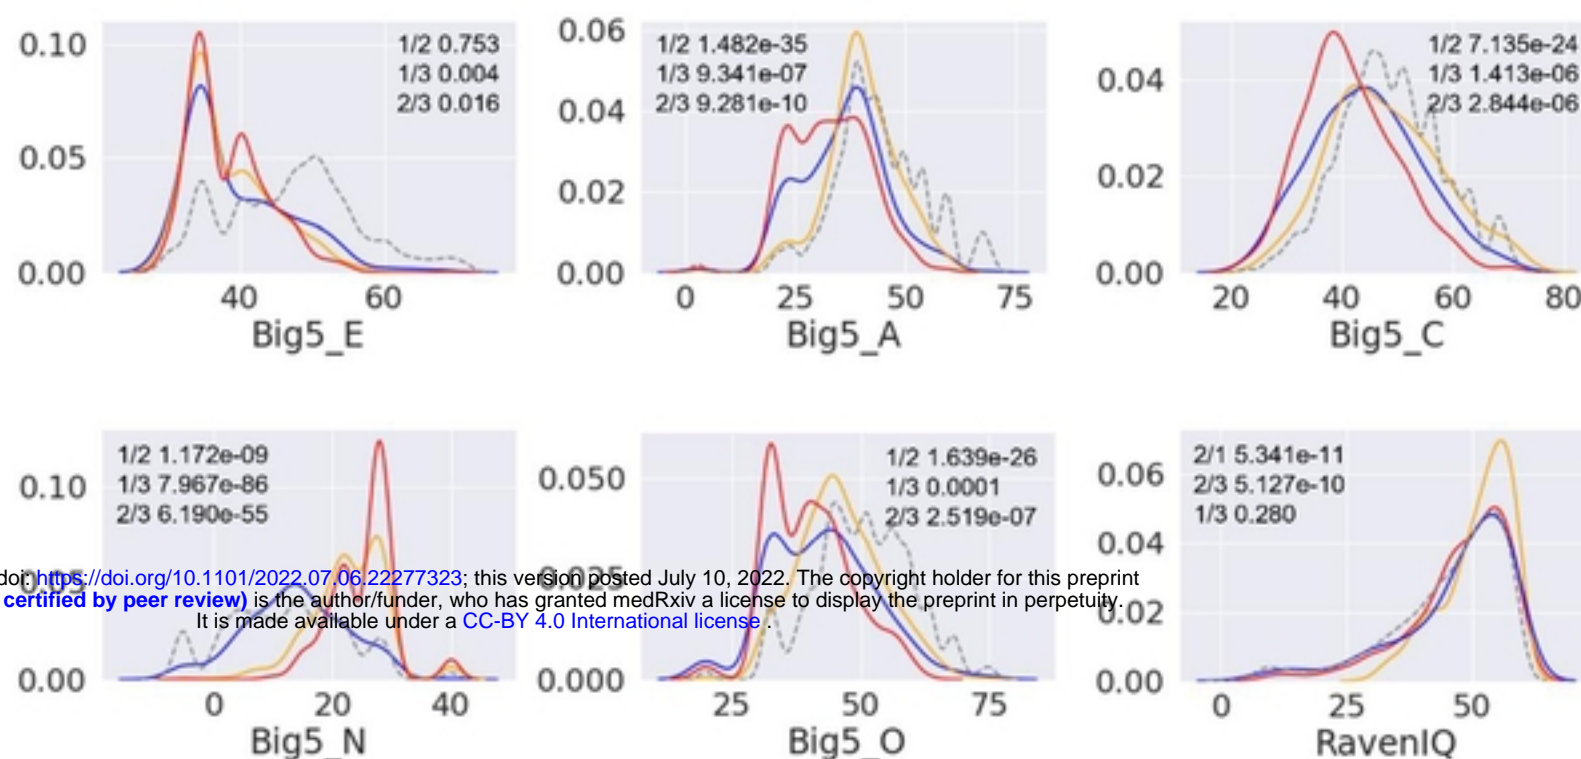 0.10
0.05
0.00
1/2 0.753
1/3 0.004
2/3 0.016
40 60
Big5_E
0.06
0.04
0.02
0.00
1/2 1.482e-35
1/3 9.341e-07
2/3 9.281e-10
0 25 50 75
Big5_A
0.04
0.02
0.00
1/2 7.135e-24
1/3 1.413e-06
2/3 2.844e-06
20 40 60 80
Big5_C
0.10
0.05
0.00
1/2 1.172e-09
1/3 7.967e-86
2/3 6.190e-55
0 20 40
Big5_N
0.050
0.025
0.000
1/2 1.639e-26
1/3 0.0001
2/3 2.519e-07
25 50 75
Big5_O
0.06
0.04
0.02
0.00
2/1 5.341e-11
2/3 5.127e-10
1/3 0.280
0 25 50
RavenIQ
doi: https://doi.org/10.1101/2022.07.06.22277323; this version posted July 10, 2022. The copyright holder for this preprint
certified by peer review) is the author/funder, who has granted medRxiv a license to display the preprint in perpetuity.
It is made available under a CC-BY 4.0 International license .